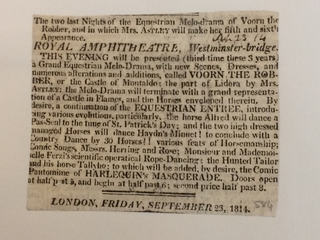 The two last Nights of the Equestrian Melo-drama of Voorn the
Robber, and in which Mrs. ASTLEY will make her fifth and sixth
Appearance.
ROYAL AMPHITHEATRE, Westminster-bridge.
THIS EVENING will be presented (third time these 3 years)
a Grand Equestrian Melo-Drama, with new Scenes, Dresses, and
numerous alterations and additions, called VOORN THE ROB-
BER, or the Castle of Montaldo; the part of Lidora by Mrs.
ASTLEY; the Melo-Drama will terminate with a grand representa-
tion of a Castle in Flames, and the Horses enveloped therein. By
desire, a continuation of the EQUESTRIAN ENTREE, introduc-
ing various evolutions, particularly, the horse Alfred will dance a
Pas-Seul to the tune of St. Patrick's Day; and the two high dressed
managed Horses will dance Haydn's Minuet! to conclude with a
Country Dance by 30 Horses! various feats of Horsemanship;
Comic Songs, Messrs. Herring and Rowe; Monsieur and Mademoi-
selle Ferzi's scientific operational Rope-Dancing; the Hunted Tailor
and his horse Tallyho; to which will be added, by desire, the Comic
Pantomime of HARLEQUIN'S MASQUERADE. Doors open
at half p st 5, and begin at half past 6; second price half past 8.
LONDON, FRIDAY, SEPTEMBER 23, 1814.